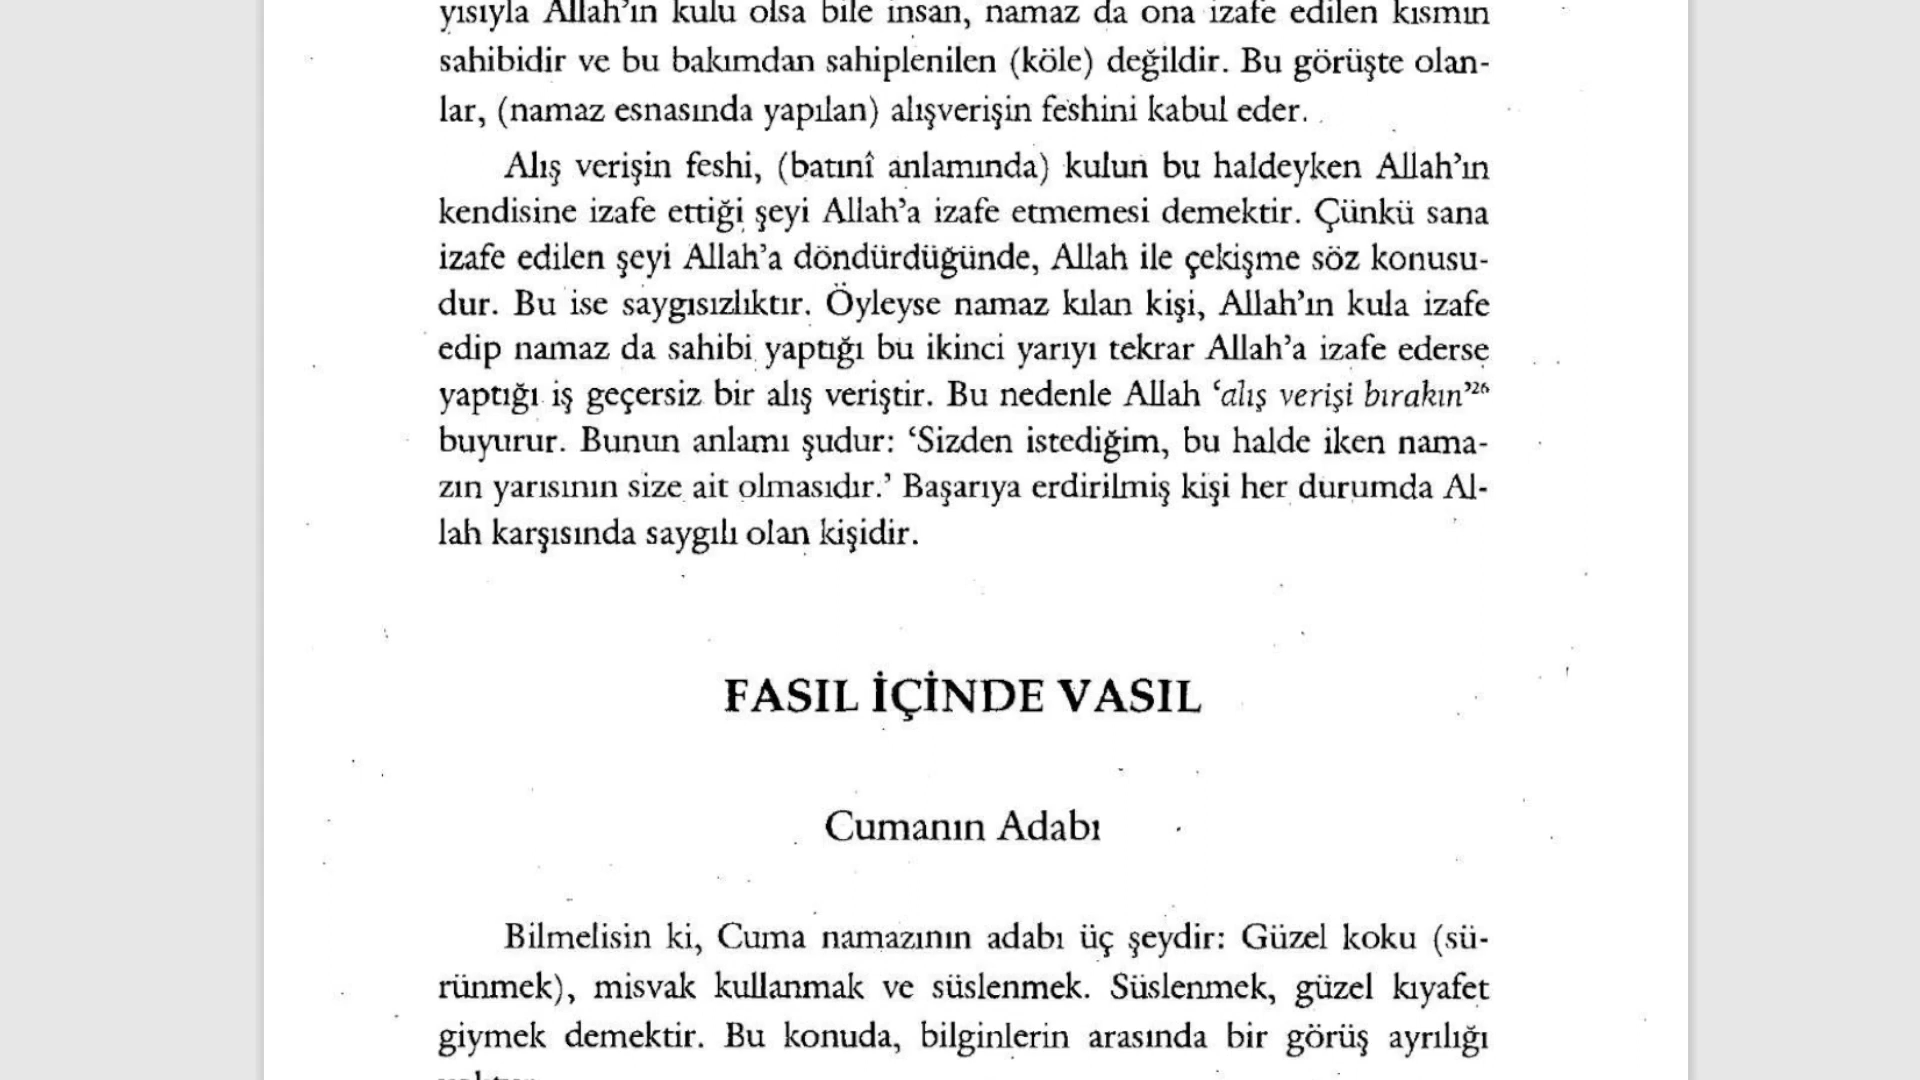 yısıyla Allah’ın kulu olsa bile insan, namaz da ona izafe edilen kısmın
sahibidir ve bu bakımdan sahiplenilen (köle) değildir. Bu görüşte olan-
lar, (namaz esnasında yapılan) alışverişin feshini kabul eder.
Alış verişin feshi, (batınî anlamında) kulun bu haldeyken Allah’ın
kendisine izafe ettiği şeyi Allah’a izafe etmemesi demektir. Çünkü sana
izafe edilen şeyi Allah’a döndürdüğünde, Allah ile çekişme söz konusu-
dur. Bu ise saygısızlıktır. Öyleyse namaz kılan kişi, Allah’ın kula izafe
edip namaz da sahibi yaptığı bu ikinci yarıyı tekrar Allah’a izafe ederse
yaptığı iş geçersiz bir alış veriştir. Bu nedenle Allah ‘alış verişi bırakın’²⁶
buyurur. Bunun anlamı şudur: ‘Sizden istediğim, bu halde iken nama-
zın yarısının size ait olmasıdır.’ Başarıya erdirilmiş kişi her durumda Al-
lah karşısında saygılı olan kişidir.
FASIL İÇİNDE VASIL
Cumanın Adabı
Bilmelisin ki, Cuma namazının adabı üç şeydir: Güzel koku (sü-
rünmek), misvak kullanmak ve süslenmek. Süslenmek, güzel kıyafet
giymek demektir. Bu konuda, bilginlerin arasında bir görüş ayrılığı